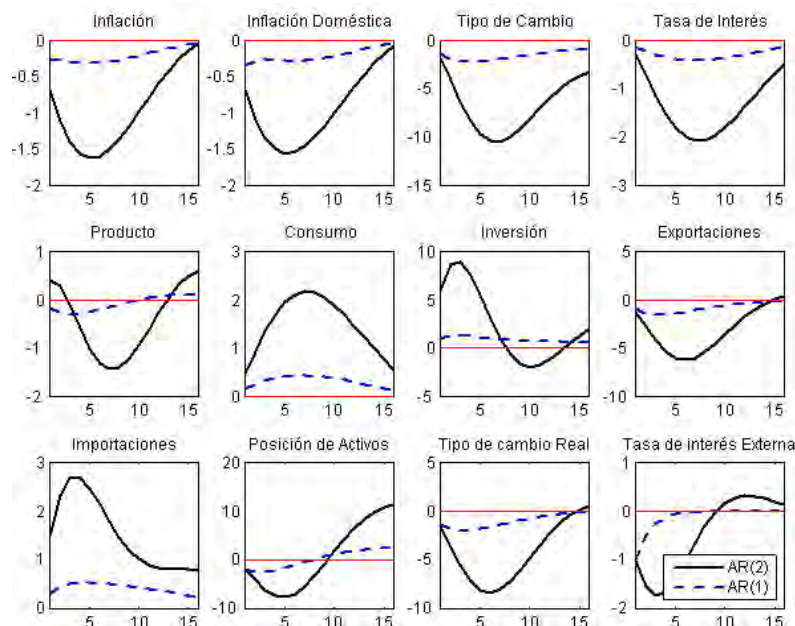 Inflación
Inflación Doméstica
Tipo de Cambio
Tasa de Interés
0
-0.5
-1
-1.5
-2
5 10 15
0
-0.5
-1
-1.5
-2
5 10 15
0
-5
-10
-15
5 10 15
0
-1
-2
-3
5 10 15
Producto
Consumo
Inversión
Exportaciones
1
0
-1
-2
5 10 15
3
2
1
0
5 10 15
10
5
0
-5
5 10 15
5
0
-5
-10
5 10 15
Importaciones
Posición de Activos
Tipo de cambio Real
Tasa de interés Externa
3
2
1
0
5 10 15
20
10
0
-10
5 10 15
5
0
-5
-10
5 10 15
1
0
-1
-2
5 10 15
AR(2)
AR(1)